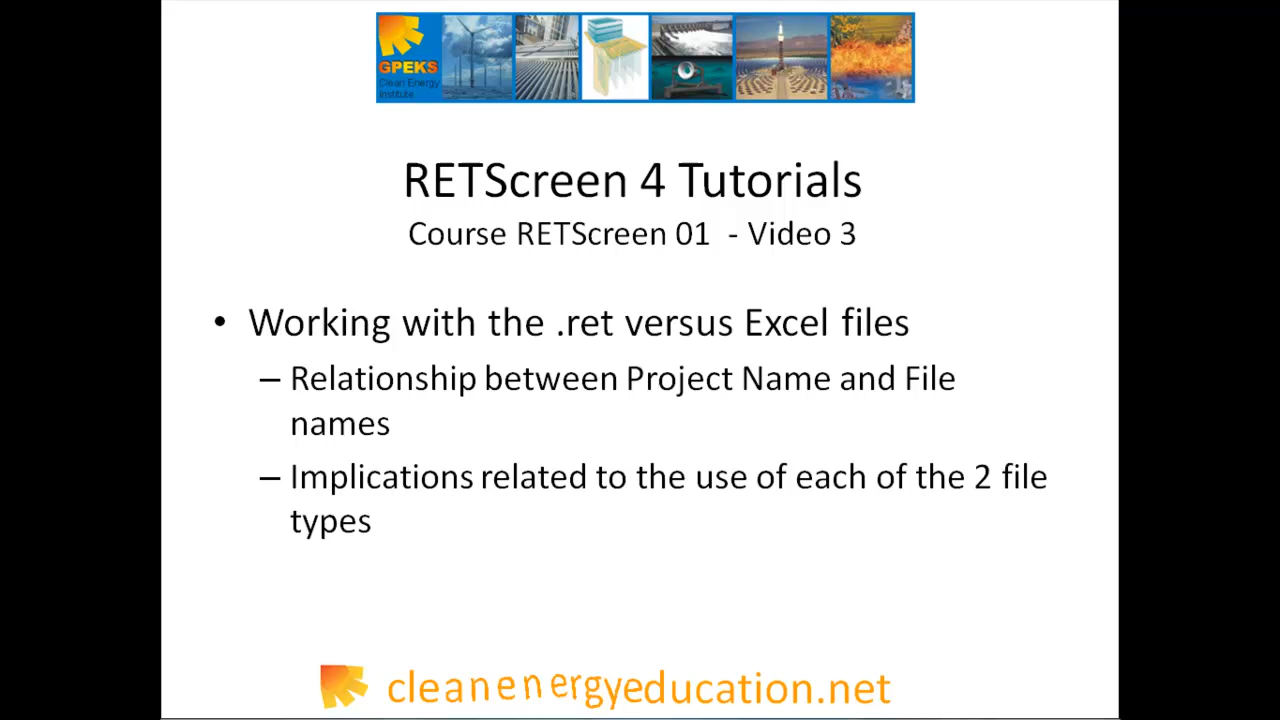 GPEKS
Clean Energy
Institute
RETScreen 4 Tutorials
Course RETScreen 01 - Video 3
• Working with the .ret versus Excel files
– Relationship between Project Name and File
names
– Implications related to the use of each of the 2 file
types
cleanenergyeducation.net